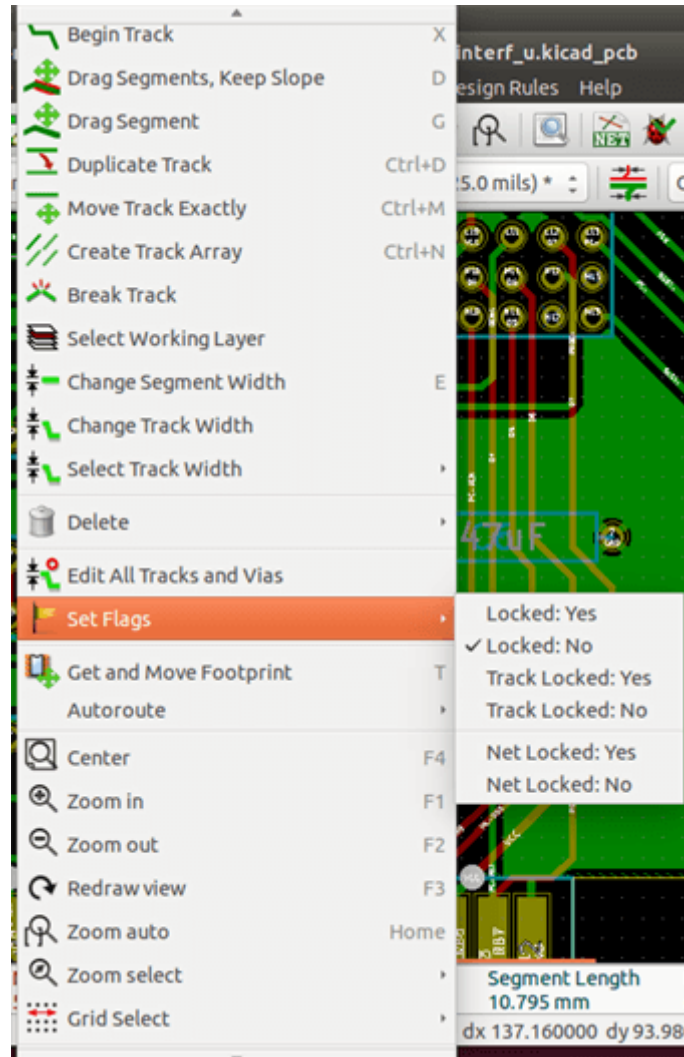 Begin Track X
interf_u.kicad_pcb
Drag Segments, Keep Slope D
esign Rules Help
Drag Segment G
NET
Duplicate Track Ctrl+D
5.0 mils) *
Move Track Exactly Ctrl+M
Create Track Array Ctrl+N
Break Track
Select Working Layer
Change Segment Width E
Change Track Width
Select Track Width
Delete
47uF
Edit All Tracks and Vias
Set Flags
Locked: Yes
Locked: No
Track Locked: Yes
Track Locked: No
Net Locked: Yes
Net Locked: No
Get and Move Footprint T
Autoroute
Center F4
Zoom in F1
Zoom out F2
VCC
Redraw view F3
Zoom auto Home
Zoom select
Segment Length
10.795 mm
Grid Select
dx 137.160000 dy 93.98